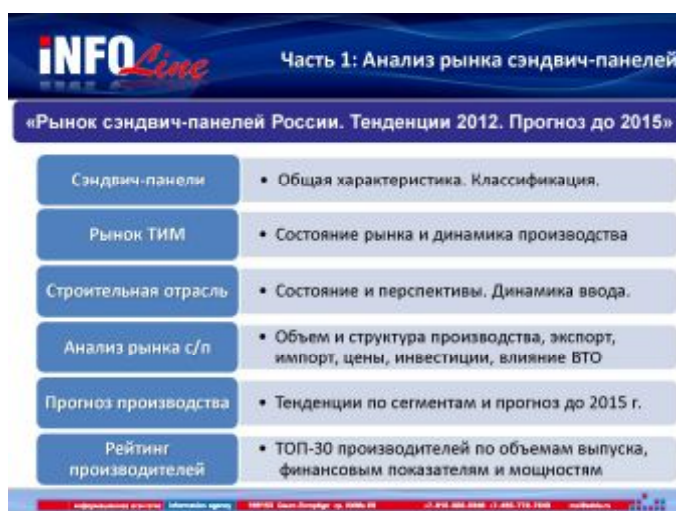 iNFOLine
Часть 1: Анализ рынка сэндвич-панелей
«Рынок сэндвич-панелей России. Тенденции 2012. Прогноз до 2015»
Сэндвич-панели
• Общая характеристика. Классификация.
Рынок ТИМ
• Состояние рынка и динамика производства
Строительная отрасль
• Состояние и перспективы. Динамика ввода.
Анализ рынка с/п
• Объем и структура производства, экспорт,
импорт, цены, инвестиции, влияние ВТО
Прогноз производства
• Тенденции по сегментам и прогноз до 2015 г.
Рейтинг
производителей
• ТОП-30 производителей по объемам выпуска,
финансовым показателям и мощностям
information agency